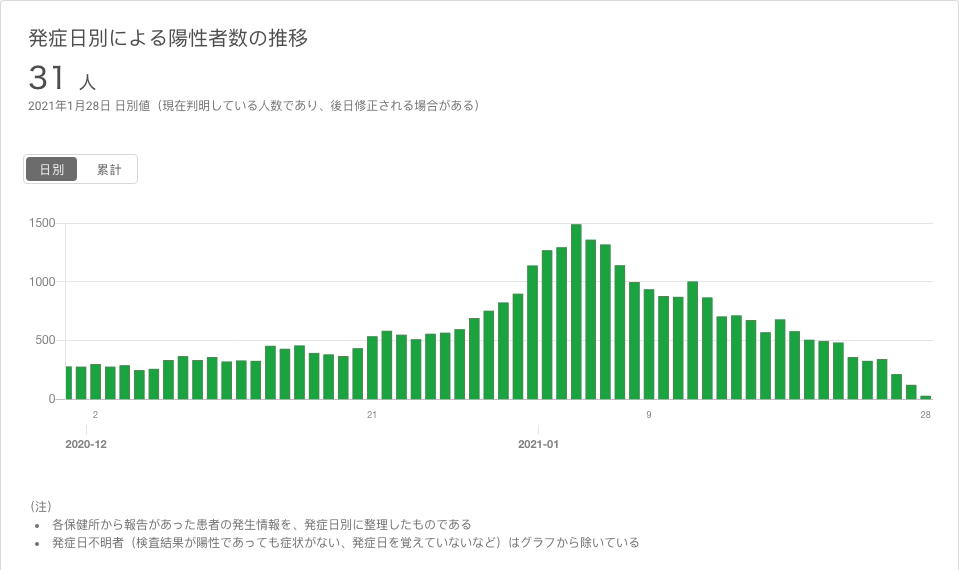 発症日別による陽性者数の推移
31 人
2021年1月28日 日別値（現在判明している人数であり、後日修正される場合がある）
日別 累計
1500
1000
500
0
2 21 9 28
2020-12 2021-01
（注）
• 各保健所から報告があった患者の発生情報を、発症日別に整理したものである
• 発症日不明者（検査結果が陽性であっても症状がない、発症日を覚えていないなど）はグラフから除いている